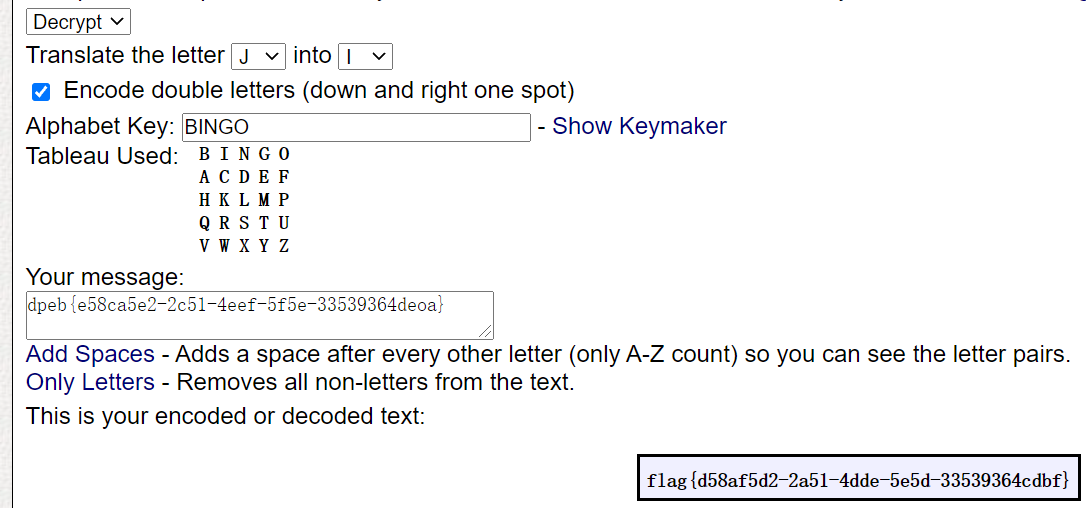 Decrypt
Translate the letter J into I
Encode double letters (down and right one spot)
Alphabet Key: BINGO - Show Keymaker
Tableau Used: B I N G O
A C D E F
H K L M P
Q R S T U
V W X Y Z
Your message:
dpeb{e58ca5e2-2c51-4eef-5f5e-33539364deoa}
Add Spaces - Adds a space after every other letter (only A-Z count) so you can see the letter pairs.
Only Letters - Removes all non-letters from the text.
This is your encoded or decoded text:
flag{d58af5d2-2a51-4dde-5e5d-33539364cdbf}